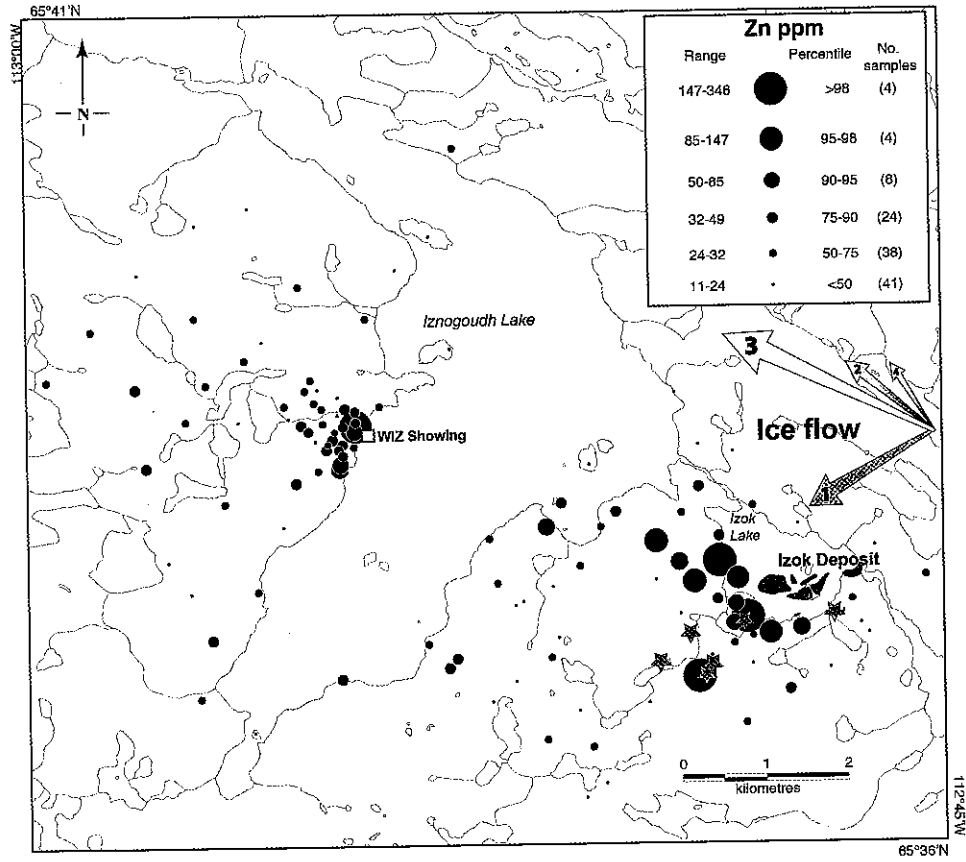 65°41'N
113°00'W
N
Zn ppm
Range Percentile No. samples
147-346 >98 (4)
85-147 95-98 (4)
50-85 90-95 (6)
32-49 75-90 (24)
24-32 50-75 (38)
11-24 <50 (41)
Iznogoudh Lake
3
2
4
Ice flow
1
WIZ Showing
Izok Lake
Izok Deposit
0 1 2
kilometres
112°45'W
65°36'N